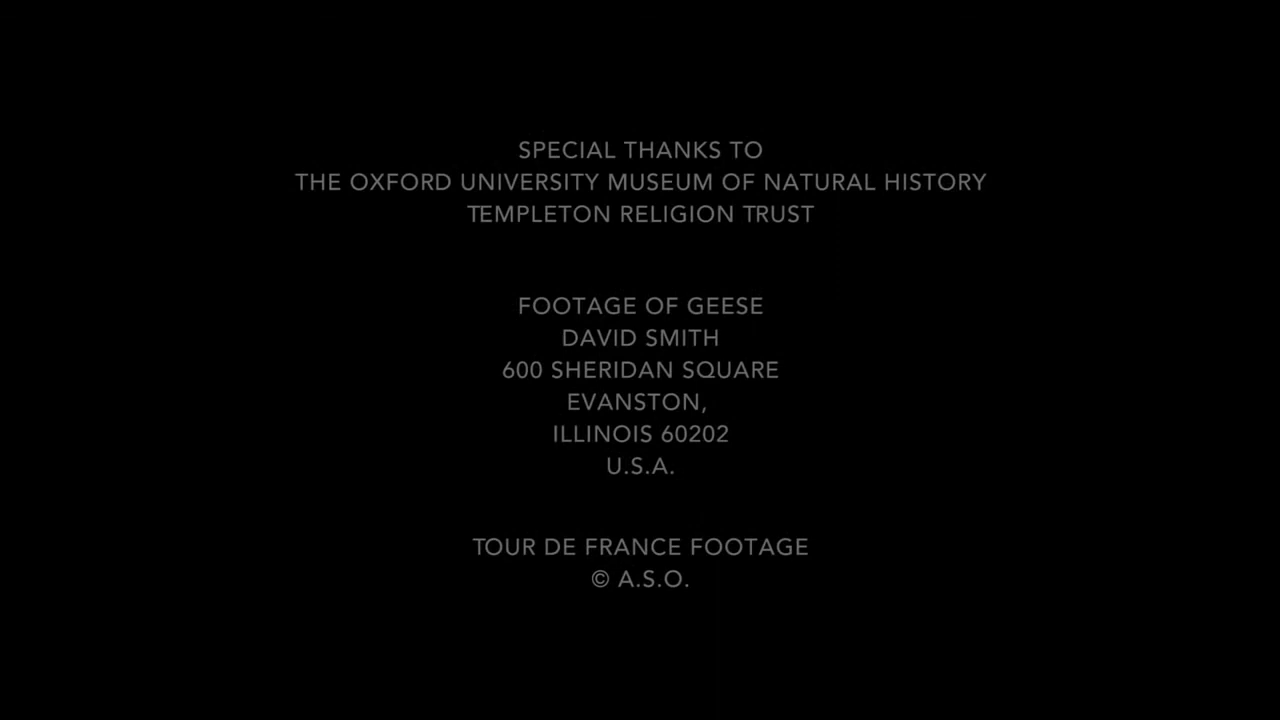 SPECIAL THANKS TO
THE OXFORD UNIVERSITY MUSEUM OF NATURAL HISTORY
TEMPLETON RELIGION TRUST
FOOTAGE OF GEESE
DAVID SMITH
600 SHERIDAN SQUARE
EVANSTON,
ILLINOIS 60202
U.S.A.
TOUR DE FRANCE FOOTAGE
© A.S.O.